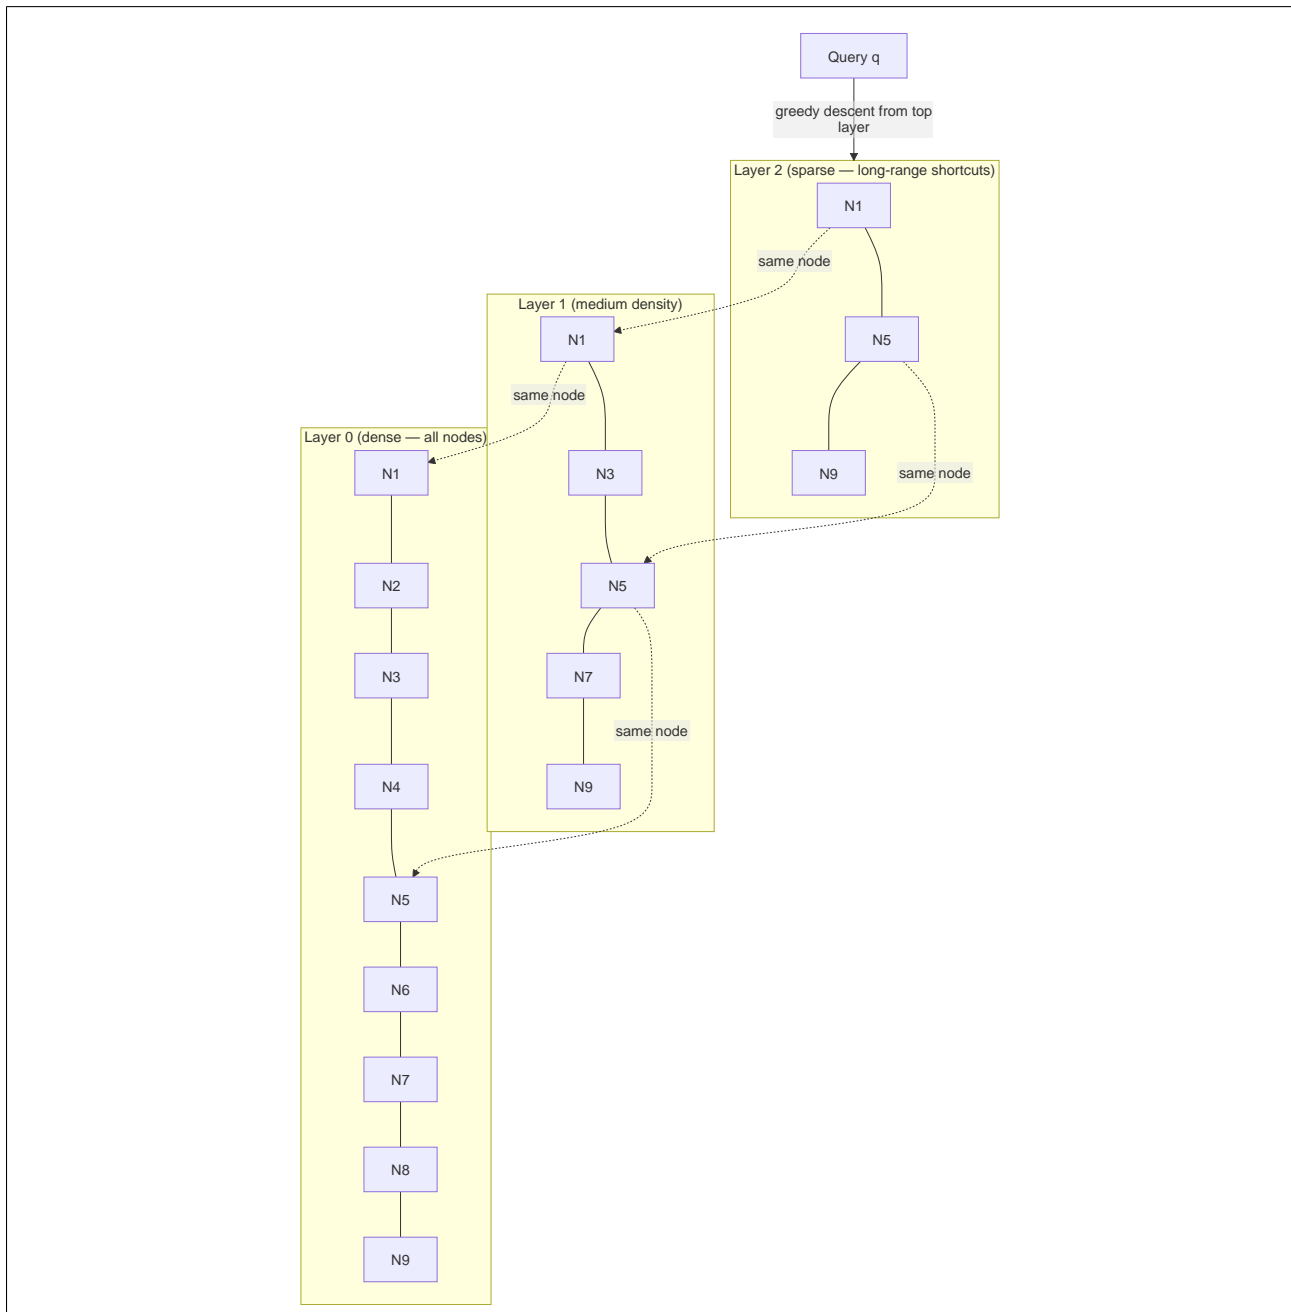 Query q
greedy descent from top
layer
Layer 2 (sparse — long-range shortcuts)
N1
same node
N5
N9
same node
Layer 1 (medium density)
N1
same node
N3
N5
N7
same node
N9
Layer 0 (dense — all nodes)
N1
N2
N3
N4
N5
N6
N7
N8
N9